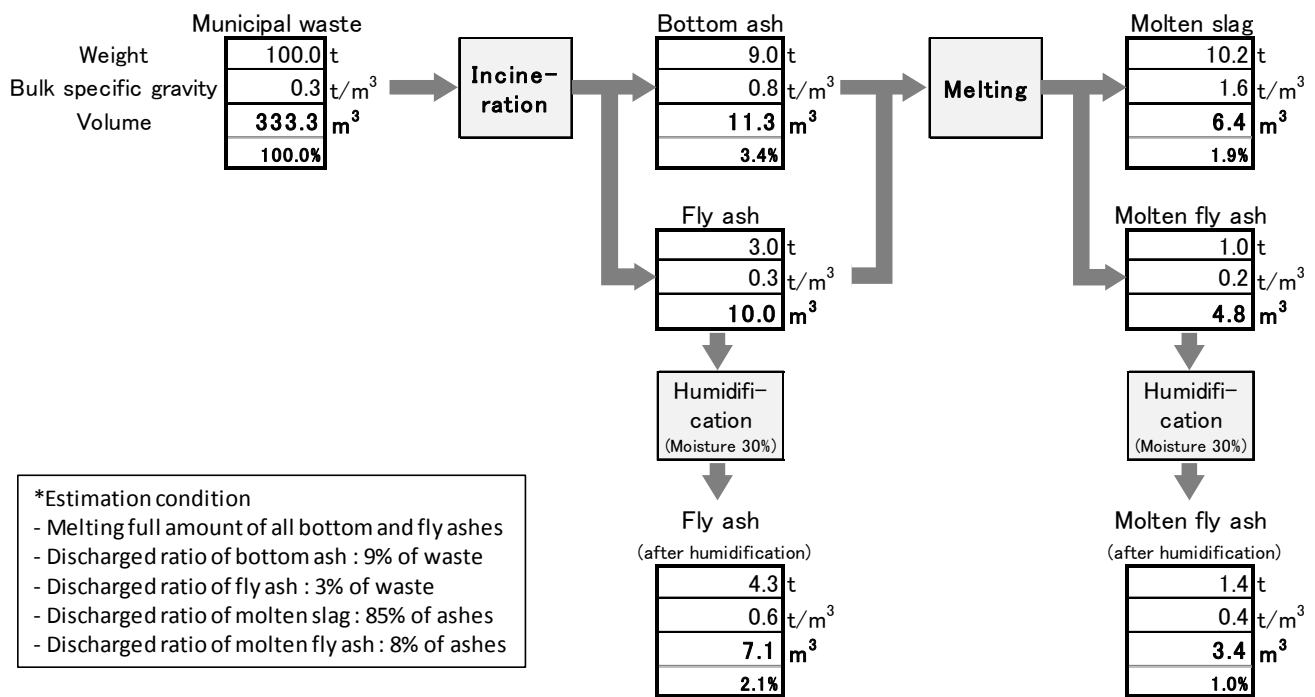 Municipal waste
Weight 100.0 t
Bulk specific gravity 0.3 t/m³
Volume 333.3 m³
100.0%
Incine-
ration
Bottom ash
9.0 t
0.8 t/m³
11.3 m³
3.4%
Melting
Molten slag
10.2 t
1.6 t/m³
6.4 m³
1.9%
Fly ash
3.0 t
0.3 t/m³
10.0 m³
Molten fly ash
1.0 t
0.2 t/m³
4.8 m³
Humidifi-
cation
(Moisture 30%)
Humidifi-
cation
(Moisture 30%)
*Estimation condition
- Melting full amount of all bottom and fly ashes
- Discharged ratio of bottom ash : 9% of waste
- Discharged ratio of fly ash : 3% of waste
- Discharged ratio of molten slag : 85% of ashes
- Discharged ratio of molten fly ash : 8% of ashes
Fly ash
(after humidification)
4.3 t
0.6 t/m³
7.1 m³
2.1%
Molten fly ash
(after humidification)
1.4 t
0.4 t/m³
3.4 m³
1.0%